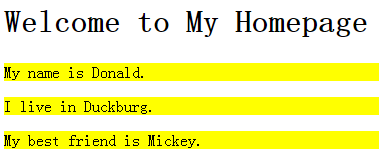 Welcome to My Homepage
My name is Donald.
I live in Duckburg.
My best friend is Mickey.